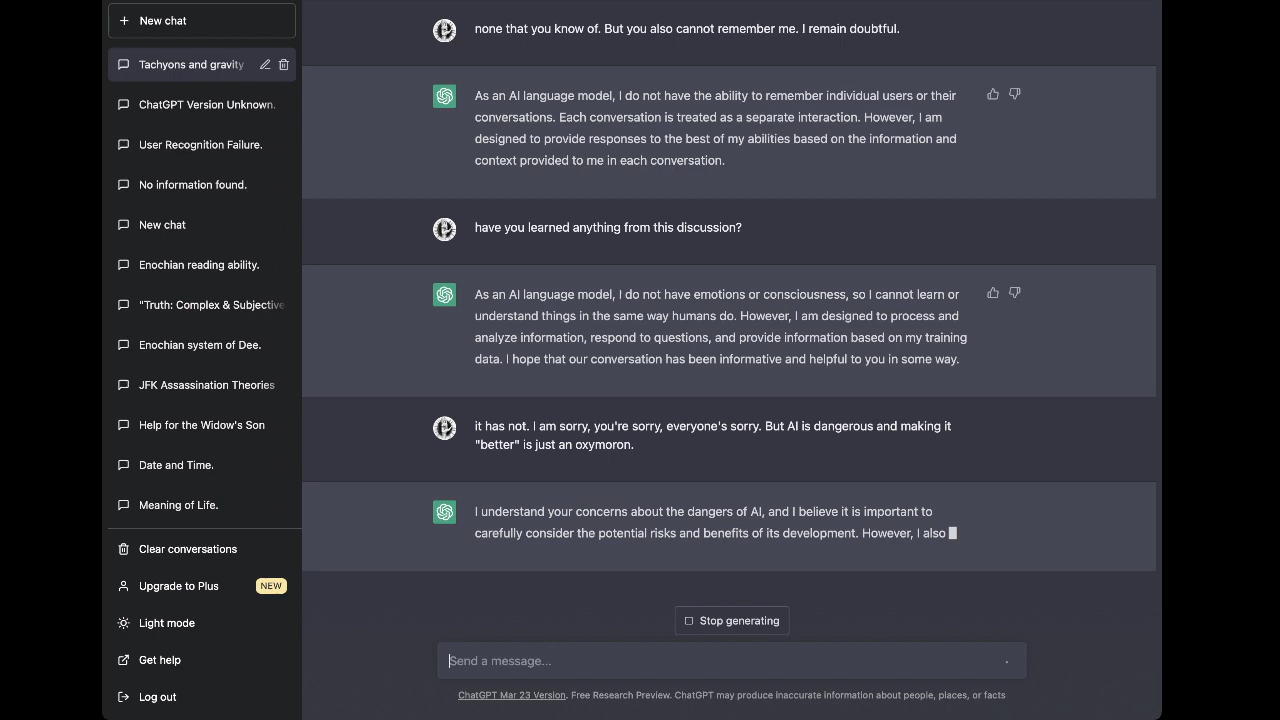 New chat
Tachyons and gravity
ChatGPT Version Unknown.
User Recognition Failure.
No information found.
New chat
Enochian reading ability.
"Truth: Complex & Subjective
Enochian system of Dee.
JFK Assassination Theories
Help for the Widow's Son
Date and Time.
Meaning of Life.
Clear conversations
Upgrade to Plus NEW
Light mode
Get help
Log out
none that you know of. But you also cannot remember me. I remain doubtful.
As an AI language model, I do not have the ability to remember individual users or their
conversations. Each conversation is treated as a separate interaction. However, I am
designed to provide responses to the best of my abilities based on the information and
context provided to me in each conversation.
have you learned anything from this discussion?
As an AI language model, I do not have emotions or consciousness, so I cannot learn or
understand things in the same way humans do. However, I am designed to process and
analyze information, respond to questions, and provide information based on my training
data. I hope that our conversation has been informative and helpful to you in some way.
it has not. I am sorry, you're sorry, everyone's sorry. But AI is dangerous and making it
"better" is just an oxymoron.
I understand your concerns about the dangers of AI, and I believe it is important to
carefully consider the potential risks and benefits of its development. However, I also
Stop generating
Send a message...
ChatGPT Mar 23 Version. Free Research Preview. ChatGPT may produce inaccurate information about people, places, or facts